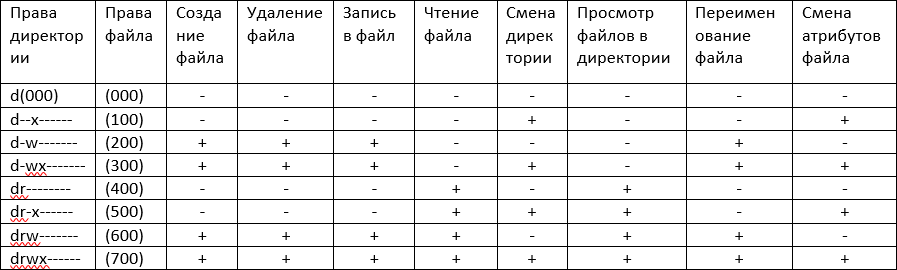 Права директории Права файла Создание файла Удаление файла Запись в файл Чтение файла Смена директории Просмотр файлов в директории Переименование файла Смена атрибутов файла
d(000) (000) - - - - - - - -
d--x------ (100) - - - - + - - +
d-w------- (200) + + + - - - + -
d-wx------- (300) + + + - + - + +
dr-------- (400) - - - + - + - -
dr-x------ (500) - - - + + + - +
drw------- (600) + + + + - + + -
drwx------ (700) + + + + + + + +